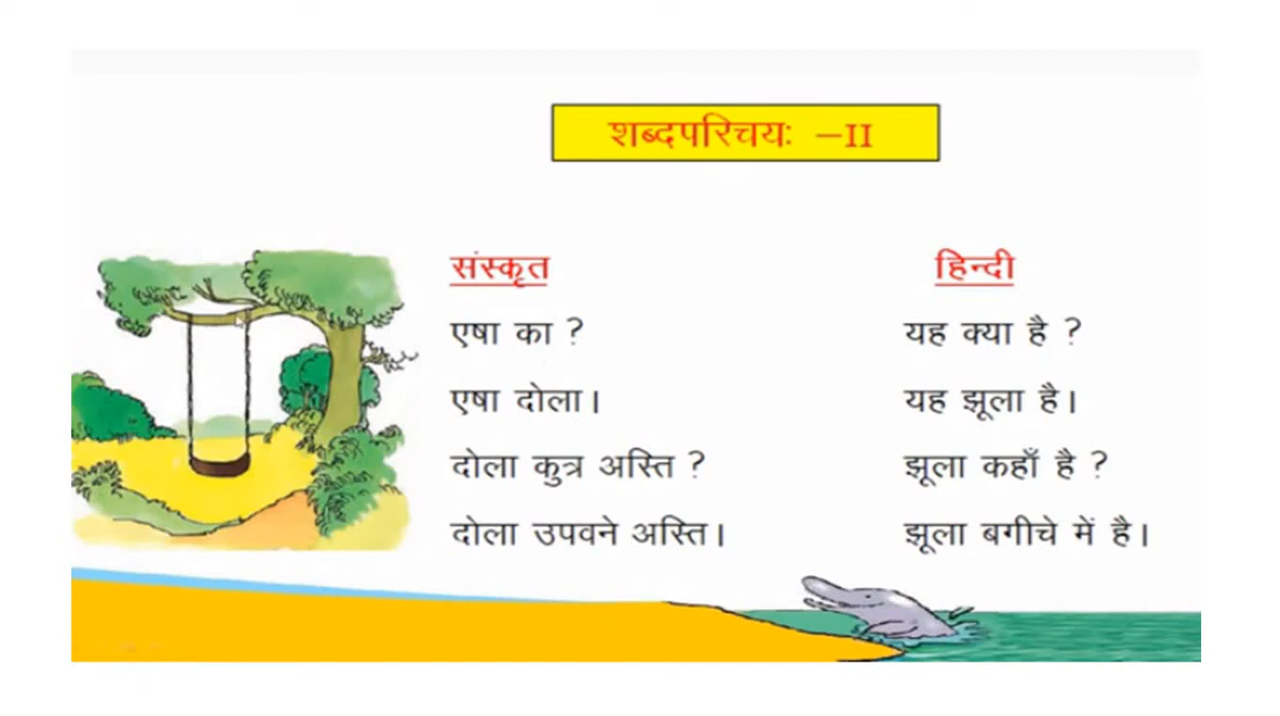 शब्दपरिचयः –II
संस्कृत हिन्दी
एषा का ? यह क्या है ?
एषा दोला। यह झूला है।
दोला कुत्र अस्ति ? झूला कहाँ है ?
दोला उपवने अस्ति। झूला बगीचे में है।